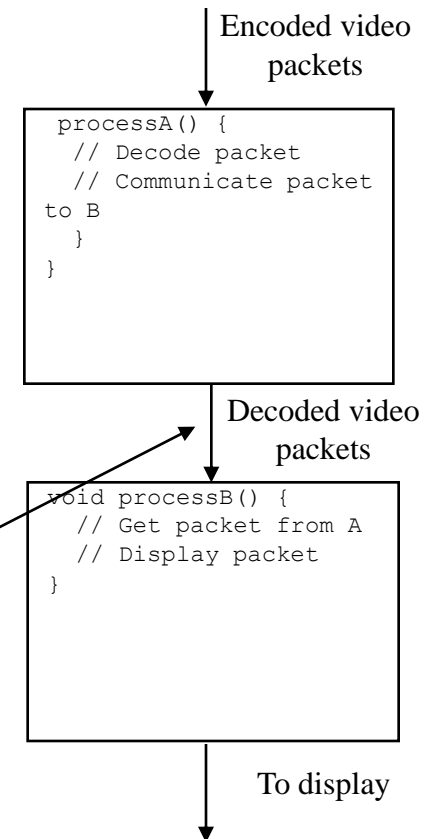 Encoded video
packets
processA() {
// Decode packet
// Communicate packet
to B
}
}
Decoded video
packets
void processB() {
// Get packet from A
// Display packet
}
To display